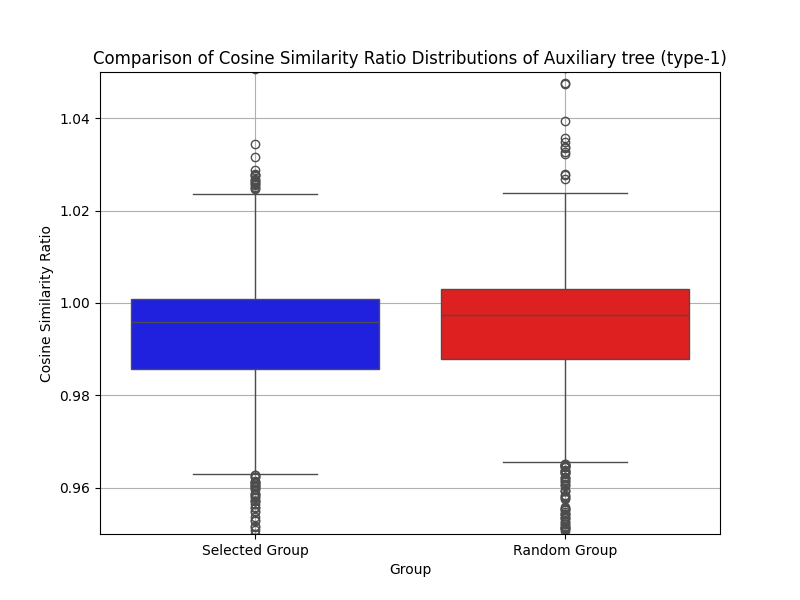 Comparison of Cosine Similarity Ratio Distributions of Auxiliary tree (type-1)
1.04
1.02
1.00
0.98
0.96
Cosine Similarity Ratio
Selected Group
Random Group
Group